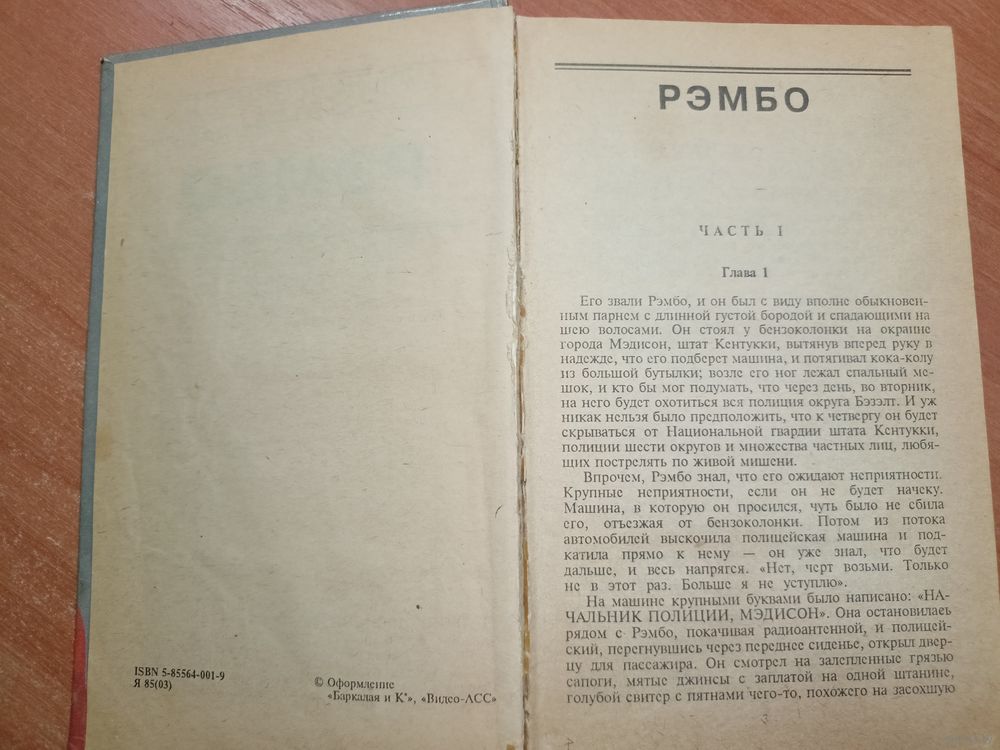 ISBN 5-85564-001-9
Я 85(03)
© Оформление
«Баркалая и К°», «Видео-АСС»
РЭМБО
ЧАСТЬ I
Глава 1
Его звали Рэмбо, и он был с виду вполне обыкновен-
ным парнем с длинной густой бородой и спадающими на
шею волосами. Он стоял у бензоколонки на окраине
города Мэдисон, штат Кентукки, вытянув вперед руку в
надежде, что его подберет машина, и потягивал кока-колу
из большой бутылки; возле его ног лежал спальный ме-
шок, и кто бы мог подумать, что через день, во вторник,
на него будет охотиться вся полиция округа Бэзэлт. И уж
никак нельзя было предположить, что к четвергу он будет
скрываться от Национальной гвардии штата Кентукки,
полиции шести округов и множества частных лиц, любя-
щих пострелять по живой мишени.
Впрочем, Рэмбо знал, что его ожидают неприятности.
Крупные неприятности, если он не будет начеку.
Машина, в которую он просился, чуть было не сбила
его, отъезжая от бензоколонки. Потом из потока
автомобилей выскочила полицейская машина и под-
катила прямо к нему — он уже знал, что будет
дальше, и весь напрягся. «Нет, черт возьми. Только
не в этот раз. Больше я не уступлю».
На машине крупными буквами было написано: «НА-
ЧАЛЬНИК ПОЛИЦИИ, МЭДИСОН». Она остановилась
рядом с Рэмбо, покачивая радиоантенной, и полицей-
ский, перегнувшись через переднее сиденье, открыл двер-
цу для пассажира. Он смотрел на залепленные грязью
сапоги, мятые джинсы с заплатой на одной штанине,
голубой свитер с пятнами чего-то, похожего на засохшую
3